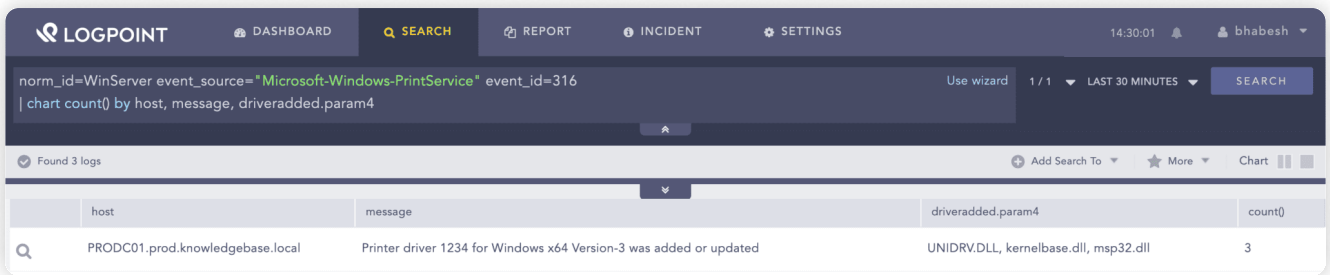 LOGPOINT DASHBOARD SEARCH REPORT INCIDENT SETTINGS 14:30:01 bhabesh
norm_id=WinServer event_source="Microsoft-Windows-PrintService" event_id=316 Use wizard 1 / 1 LAST 30 MINUTES SEARCH
| chart count() by host, message, driveradded.param4
Found 3 logs Add Search To More Chart
host message driveradded.param4 count()
PRODC01.prod.knowledgebase.local Printer driver 1234 for Windows x64 Version-3 was added or updated UNIDRV.DLL, kernelbase.dll, msp32.dll 3